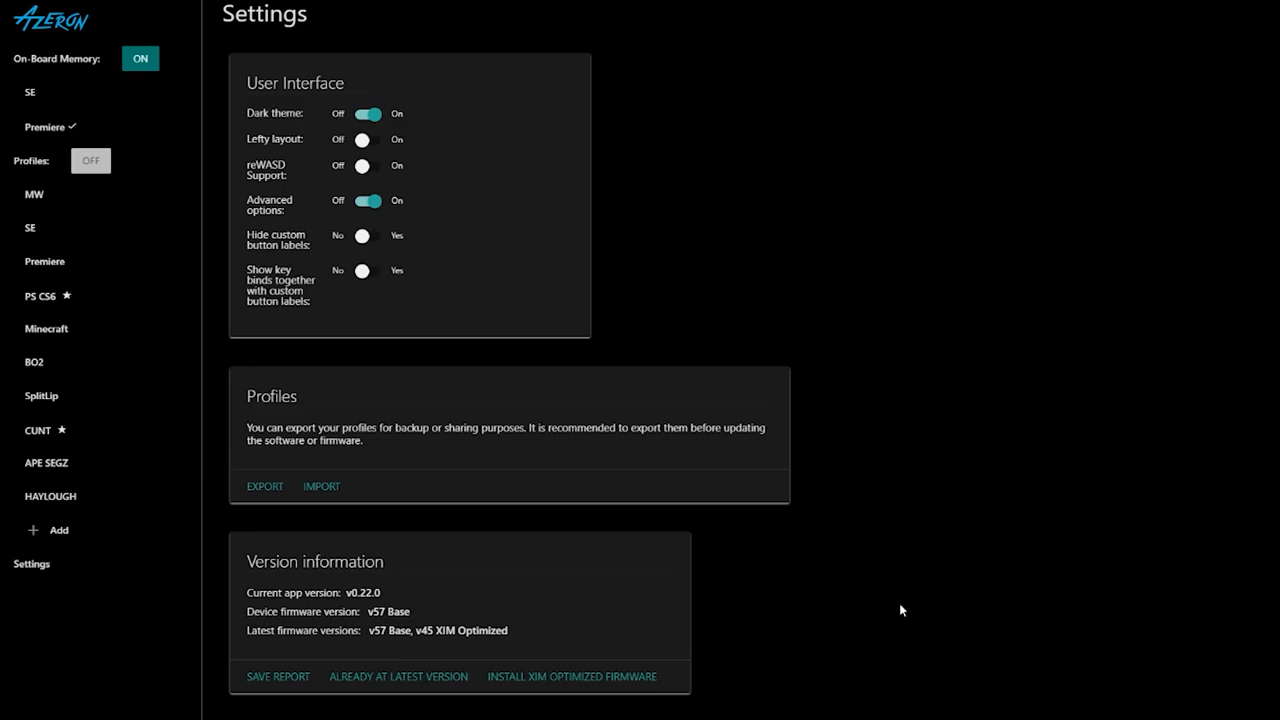 AZERON
On-Board Memory: ON
SE
Premiere
Profiles: OFF
MW
SE
Premiere
PS CS6
Minecraft
BO2
SplitLip
CUNT
APE SEGZ
HAYLOUGH
Add
Settings
Settings
User Interface
Dark theme: Off On
Lefty layout: Off On
reWASD
Support: Off On
Advanced
options: Off On
Hide custom
button labels: No Yes
Show key
binds together
with custom
button labels: No Yes
Profiles
You can export your profiles for backup or sharing purposes. It is recommended to export them before updating
the software or firmware.
EXPORT IMPORT
Version information
Current app version: v0.22.0
Device firmware version: v57 Base
Latest firmware versions: v57 Base, v45 XIM Optimized
SAVE REPORT ALREADY AT LATEST VERSION INSTALL XIM OPTIMIZED FIRMWARE